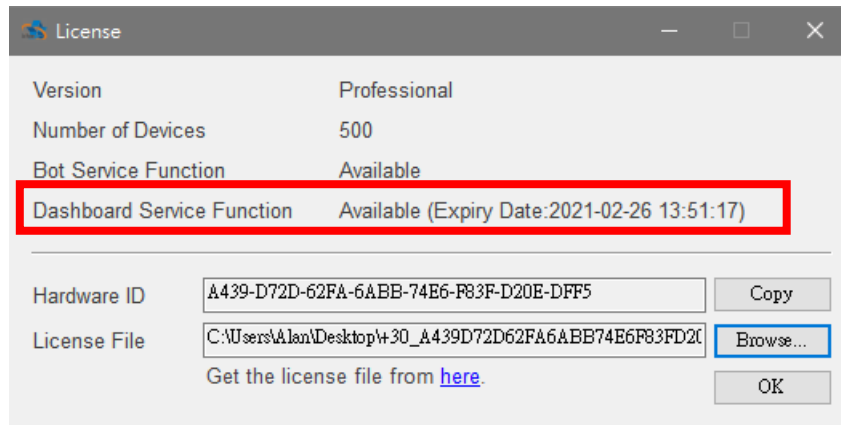 License
Version Professional
Number of Devices 500
Bot Service Function Available
Dashboard Service Function Available (Expiry Date:2021-02-26 13:51:17)
Hardware ID A439-D72D-62FA-6ABB-74E6-F83F-D20E-DFF5 Copy
License File C:\Users\Alan\Desktop\+30_A439D72D62FA6ABB74E6F83FD20( Browse...
Get the license file from here.
OK